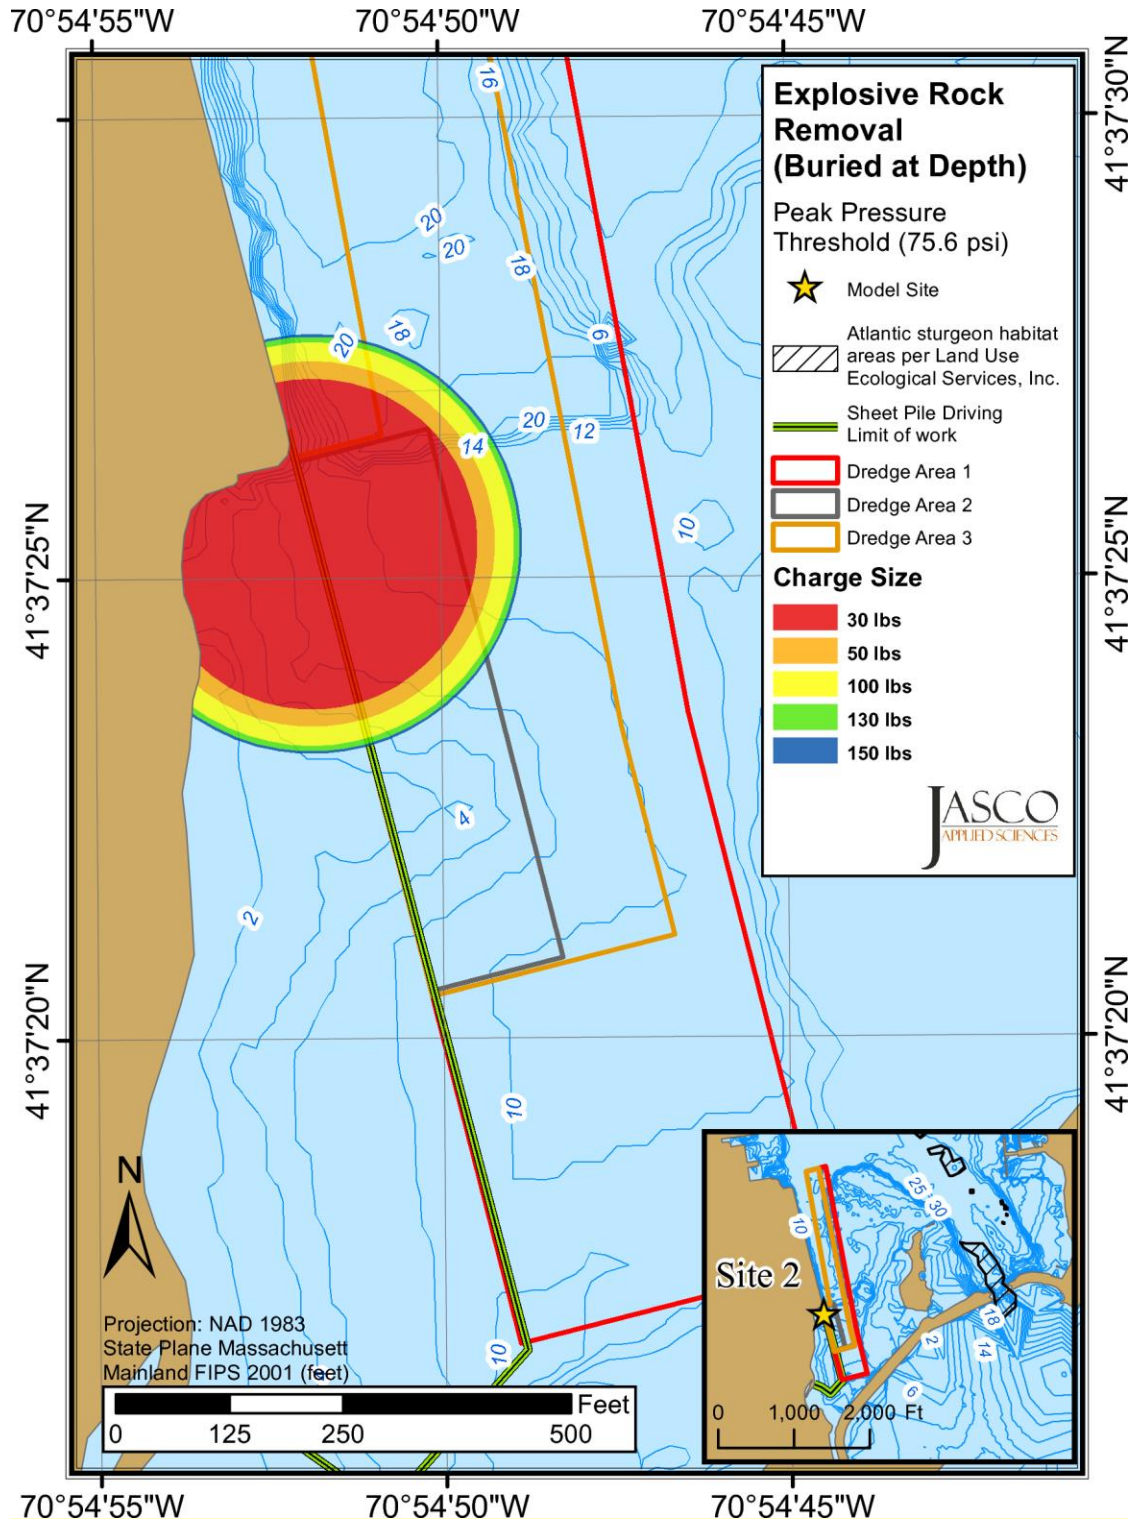 70°54'55"W 70°54'50"W 70°54'45"W
41°37'30"N
41°37'25"N
41°37'25"N
41°37'20"N
41°37'20"N
Explosive Rock
Removal
(Buried at Depth)
Peak Pressure
Threshold (75.6 psi)
Model Site
Atlantic sturgeon habitat
areas per Land Use
Ecological Services, Inc.
Sheet Pile Driving
Limit of work
Dredge Area 1
Dredge Area 2
Dredge Area 3
Charge Size
30 lbs
50 lbs
100 lbs
130 lbs
150 lbs
JASCO
APPLIED SCIENCES
16
20
20
18
18
6
20
20
12
14
10
4
2
10
10
N
Projection: NAD 1983
State Plane Massachusett
Mainland FIPS 2001 (feet)
Feet
0 125 250 500
25
30
10
Site 2
18
2
14
6
0 1,000 2,000 Ft
70°54'55"W 70°54'50"W 70°54'45"W